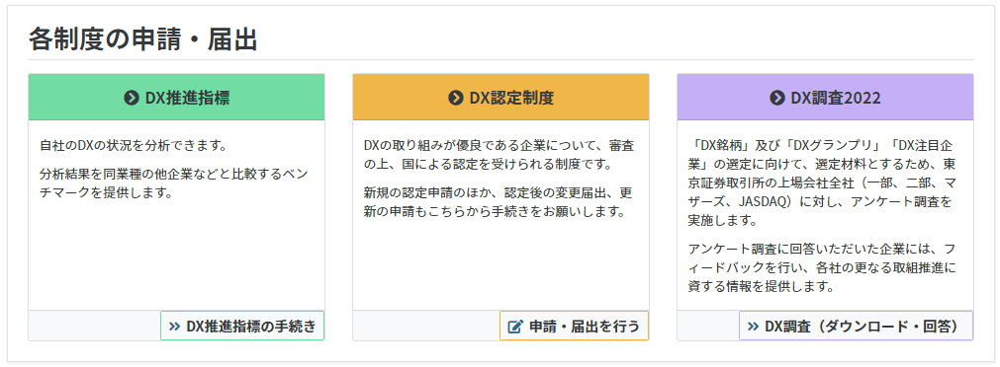 各制度の申請・届出
DX推進指標
自社のDXの状況を分析できます。
分析結果を同業種の他企業などと比較するベン
チマークを提供します。
DX推進指標の手続き
DX認定制度
DXの取り組みが優良である企業について、審査
の上、国による認定を受けられる制度です。
新規の認定申請のほか、認定後の変更届出、更
新の申請もこちらから手続きをお願いします。
申請・届出を行う
DX調査2022
「DX銘柄」及び「DXグランプリ」「DX注目企
業」の選定に向けて、選定材料とするため、東
京証券取引所の上場会社全社（一部、二部、マ
ザーズ、JASDAQ）に対し、アンケート調査を
実施します。
アンケート調査に回答いただいた企業には、フ
ィードバックを行い、各社の更なる取組推進に
資する情報を提供します。
DX調査（ダウンロード・回答）